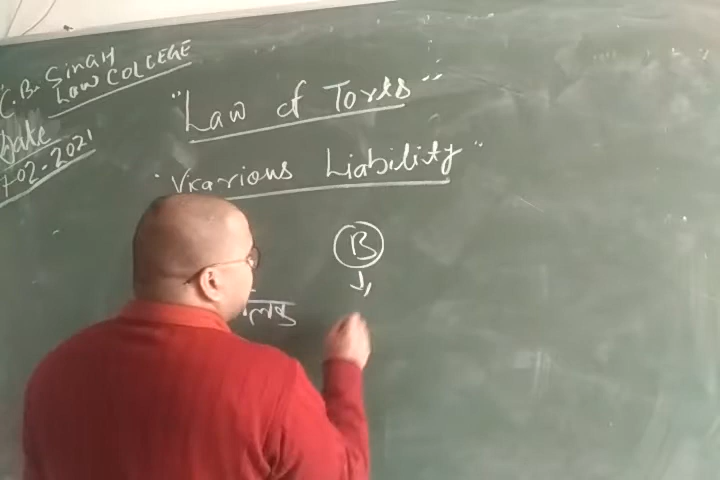 C.B. Singh
LAW COLLEGE
Date
-02-2021
"Law of Torts"
"Vicarious Liability"
B